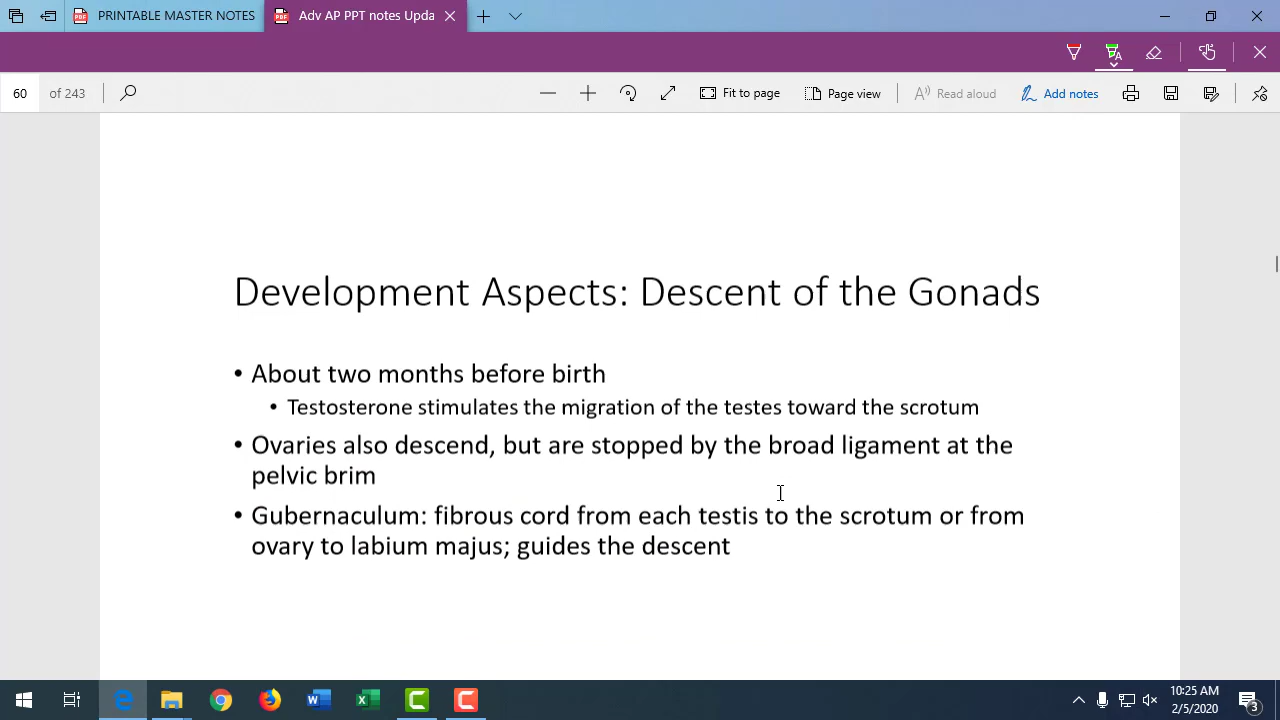 PRINTABLE MASTER NOTES
Adv AP PPT notes Upda
60 of 243
Fit to page
Page view
Read aloud
Add notes
Development Aspects: Descent of the Gonads
• About two months before birth
• Testosterone stimulates the migration of the testes toward the scrotum
• Ovaries also descend, but are stopped by the broad ligament at the
pelvic brim
• Gubernaculum: fibrous cord from each testis to the scrotum or from
ovary to labium majus; guides the descent
10:25 AM
2/5/2020
3